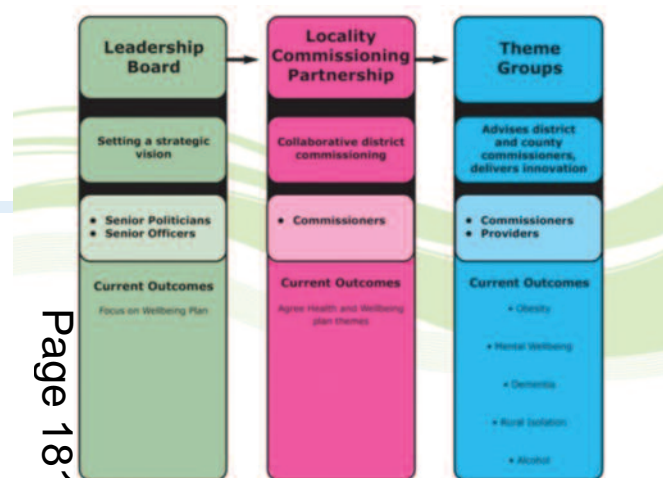 Leadership
Board
Setting a strategic
vision
• Senior Politicians
• Senior Officers
Current Outcomes
Focus on Wellbeing Plan
Locality
Commissioning
Partnership
Collaborative district
commissioning
• Commissioners
Current Outcomes
Agree Health and Wellbeing
plan themes
Theme
Groups
Advises district
and county
commissioners,
delivers innovation
• Commissioners
• Providers
Current Outcomes
• Obesity
• Mental Wellbeing
• Dementia
• Rural Isolation
• Alcohol
Page